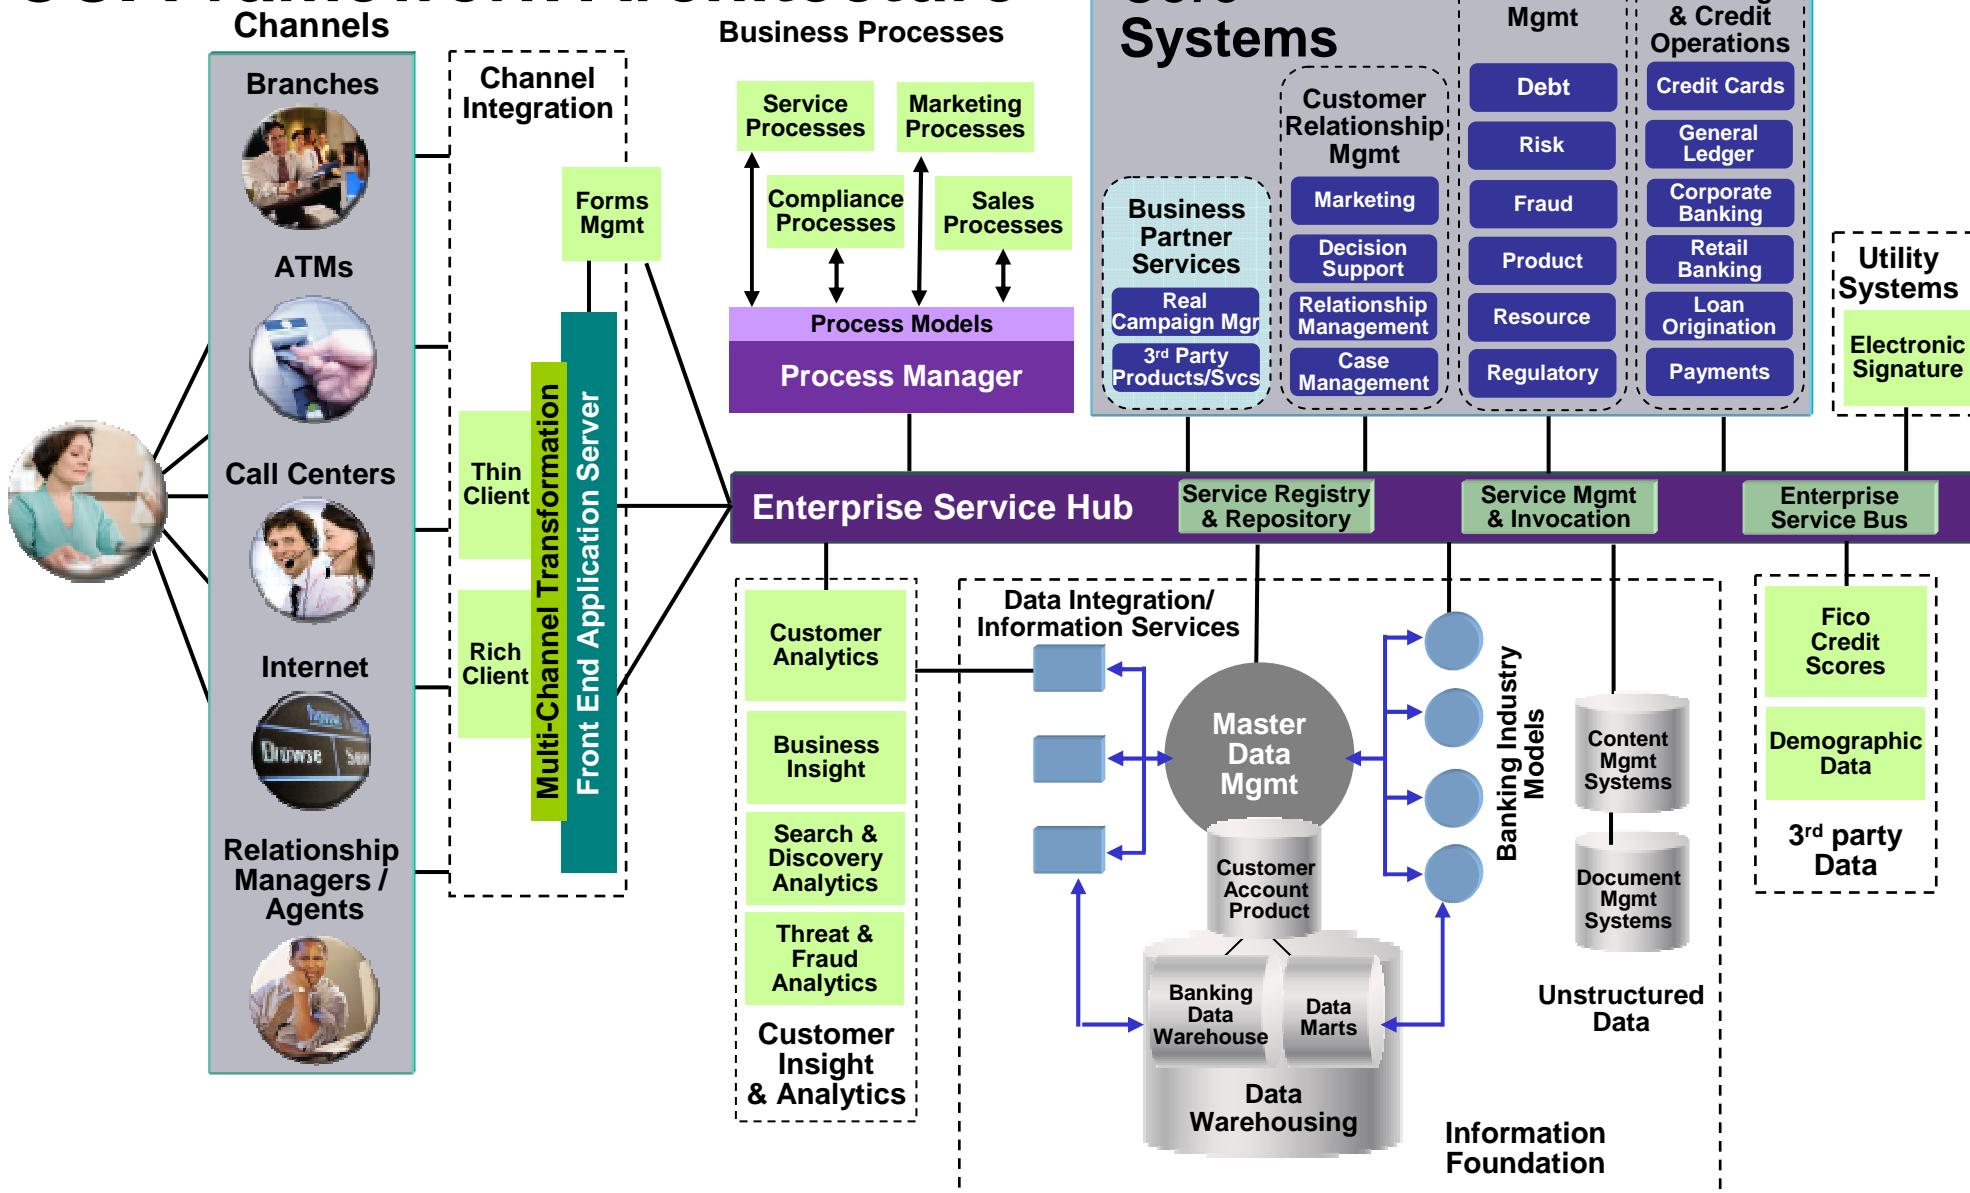 Channels
Branches
ATMs
Call Centers
Internet
Browse
Relationship
Managers /
Agents
Channel
Integration
Forms
Mgmt
Thin
Client
Rich
Client
Multi-Channel Transformation
Front End Application Server
Business Processes
Service
Processes
Marketing
Processes
Compliance
Processes
Sales
Processes
Process Models
Process Manager
Systems
Business
Partner
Services
Real
Campaign Mgr
3rd Party
Products/Svcs
Customer
Relationship
Mgmt
Marketing
Decision
Support
Relationship
Management
Case
Management
Mgmt
Debt
Risk
Fraud
Product
Resource
Regulatory
& Credit
Operations
Credit Cards
General
Ledger
Corporate
Banking
Retail
Banking
Loan
Origination
Payments
Utility
Systems
Electronic
Signature
Enterprise Service Hub
Service Registry
& Repository
Service Mgmt
& Invocation
Enterprise
Service Bus
Customer
Analytics
Business
Insight
Search &
Discovery
Analytics
Threat &
Fraud
Analytics
Customer
Insight
& Analytics
Data Integration/
Information Services
Master
Data
Mgmt
Customer
Account
Product
Banking
Data
Warehouse
Data
Marts
Data
Warehousing
Banking Industry
Models
Content
Mgmt
Systems
Document
Mgmt
Systems
Unstructured
Data
Information
Foundation
Fico
Credit
Scores
Demographic
Data
3rd party
Data